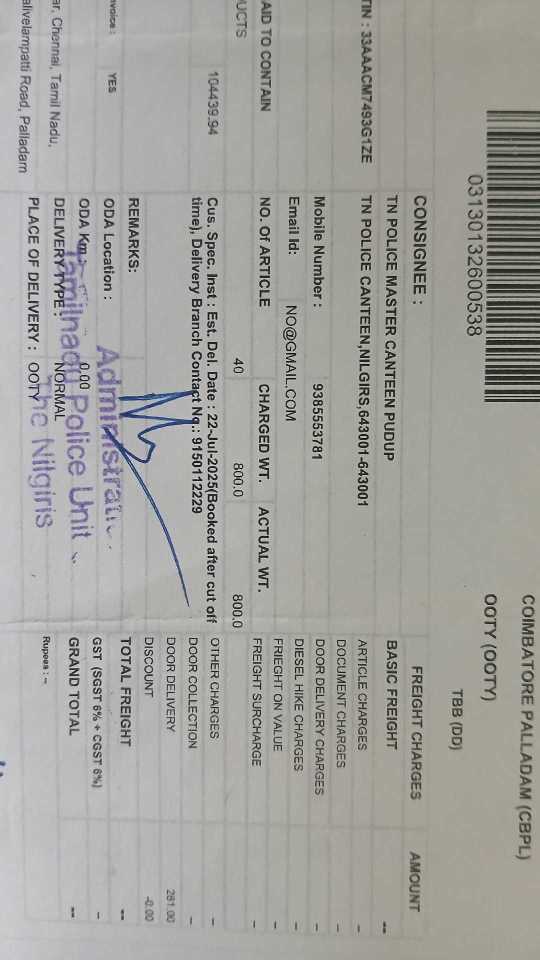 COIMBATORE PALLADAM (CBPL)
OOTY (OOTY)
TBB (DD)
03130132600538
TIN : 33AAACM7493G1ZE
AID TO CONTAIN
UCTS
104439.94
nvoice :
YES
ar, Chennai, Tamil Nadu,
alivelampatti Road, Palladam
CONSIGNEE :
TN POLICE MASTER CANTEEN PUDUP
TN POLICE CANTEEN,NILGIRS,643001-643001
Mobile Number : 9385553781
Email Id: NO@GMAIL.COM
NO. Of ARTICLE 40 CHARGED WT. 800.0 ACTUAL WT. 800.0
Cus. Spec. Inst : Est. Del. Date : 22-Jul-2025(Booked after cut off
time), Delivery Branch Contact No.: 9150112229
REMARKS:
ODA Location :
ODA Km : 0.00
DELIVERY TYPE : NORMAL
PLACE OF DELIVERY : OOTY
Tamilnadu Police Unit
The Nilgiris
FREIGHT CHARGES AMOUNT
BASIC FREIGHT --
ARTICLE CHARGES -
DOCUMENT CHARGES -
DOOR DELIVERY CHARGES -
DIESEL HIKE CHARGES -
FRIEGHT ON VALUE -
FREIGHT SURCHARGE -
OTHER CHARGES -
DOOR COLLECTION -
DOOR DELIVERY 281.00
DISCOUNT -0.00
TOTAL FREIGHT --
GST (SGST 6% + CGST 6%) -
GRAND TOTAL --
Rupees : --